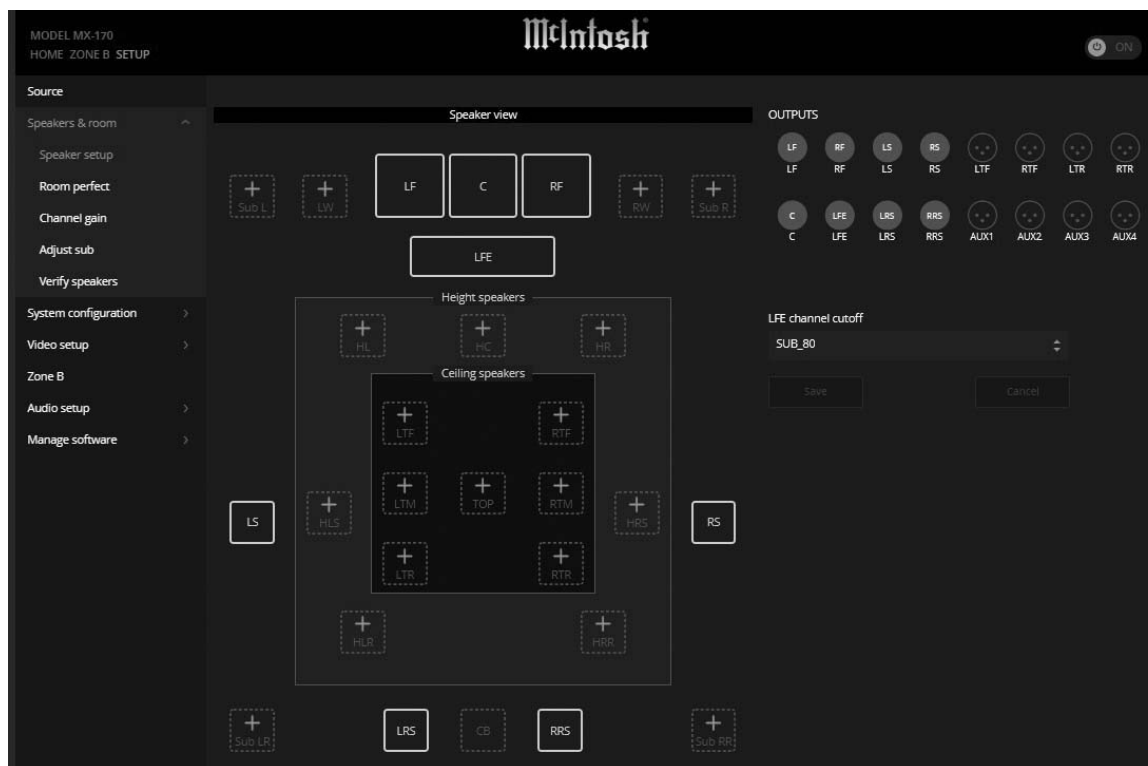 MODEL MX-170
HOME ZONE B SETUP
McIntosh
ON
Source
Speakers & room
Speaker setup
Room perfect
Channel gain
Adjust sub
Verify speakers
System configuration
Video setup
Zone B
Audio setup
Manage software
Speaker view
Sub L LW LF C RF RW Sub R
LFE
Height speakers
HL HC HR
Ceiling speakers
LTF RTF
LS HLS LTM TOP RTM HRS RS
LTR RTR
HLR HRR
Sub LR LRS CB RRS Sub RR
OUTPUTS
LF RF LS RS
LF RF LS RS LTF RTF LTR RTR
C LFE LRS RRS
C LFE LRS RRS AUX1 AUX2 AUX3 AUX4
LFE channel cutoff
SUB_80
Save Cancel